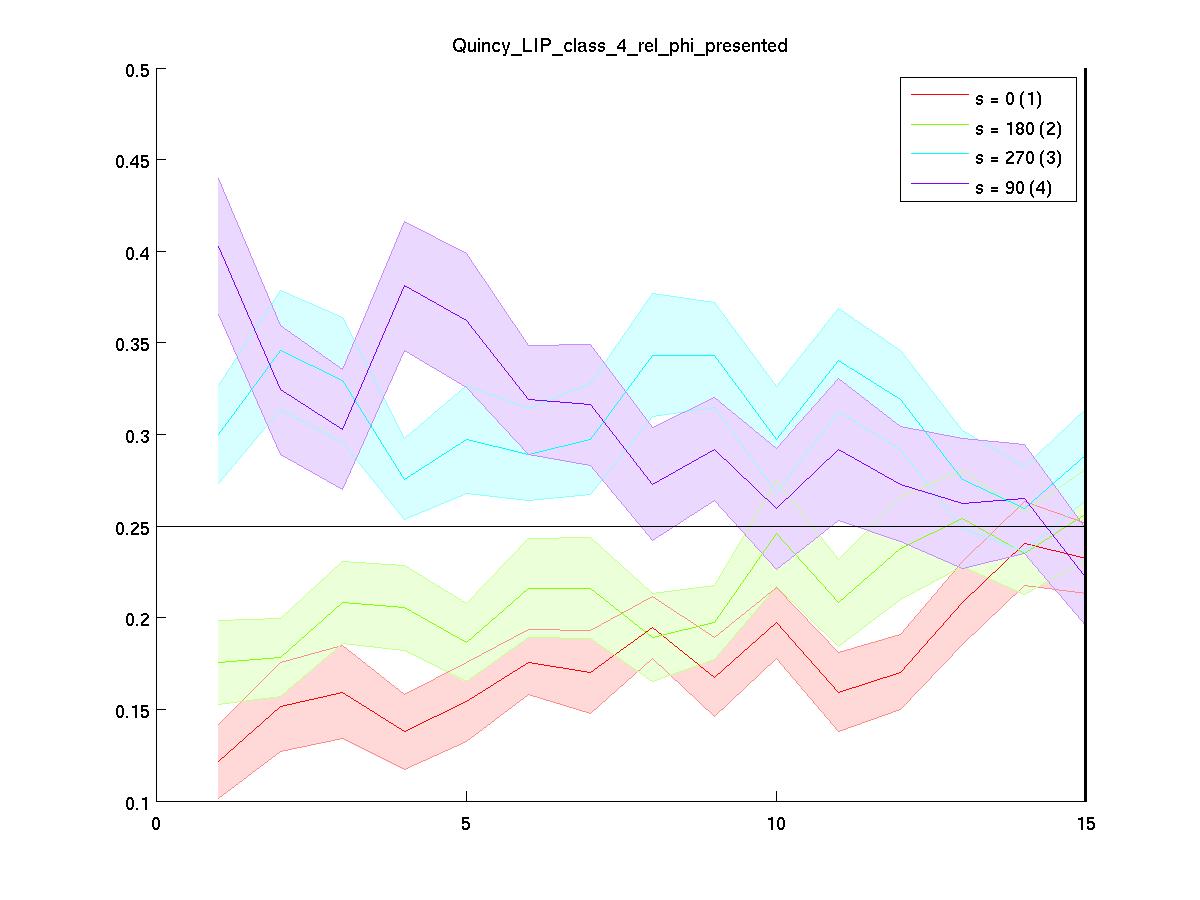 Quincy_LIP_class_4_rel_phi_presented
0.5
0.45
0.4
0.35
0.3
0.25
0.2
0.15
0.1
s = 0 (1)
s = 180 (2)
s = 270 (3)
s = 90 (4)
0 5 10 15